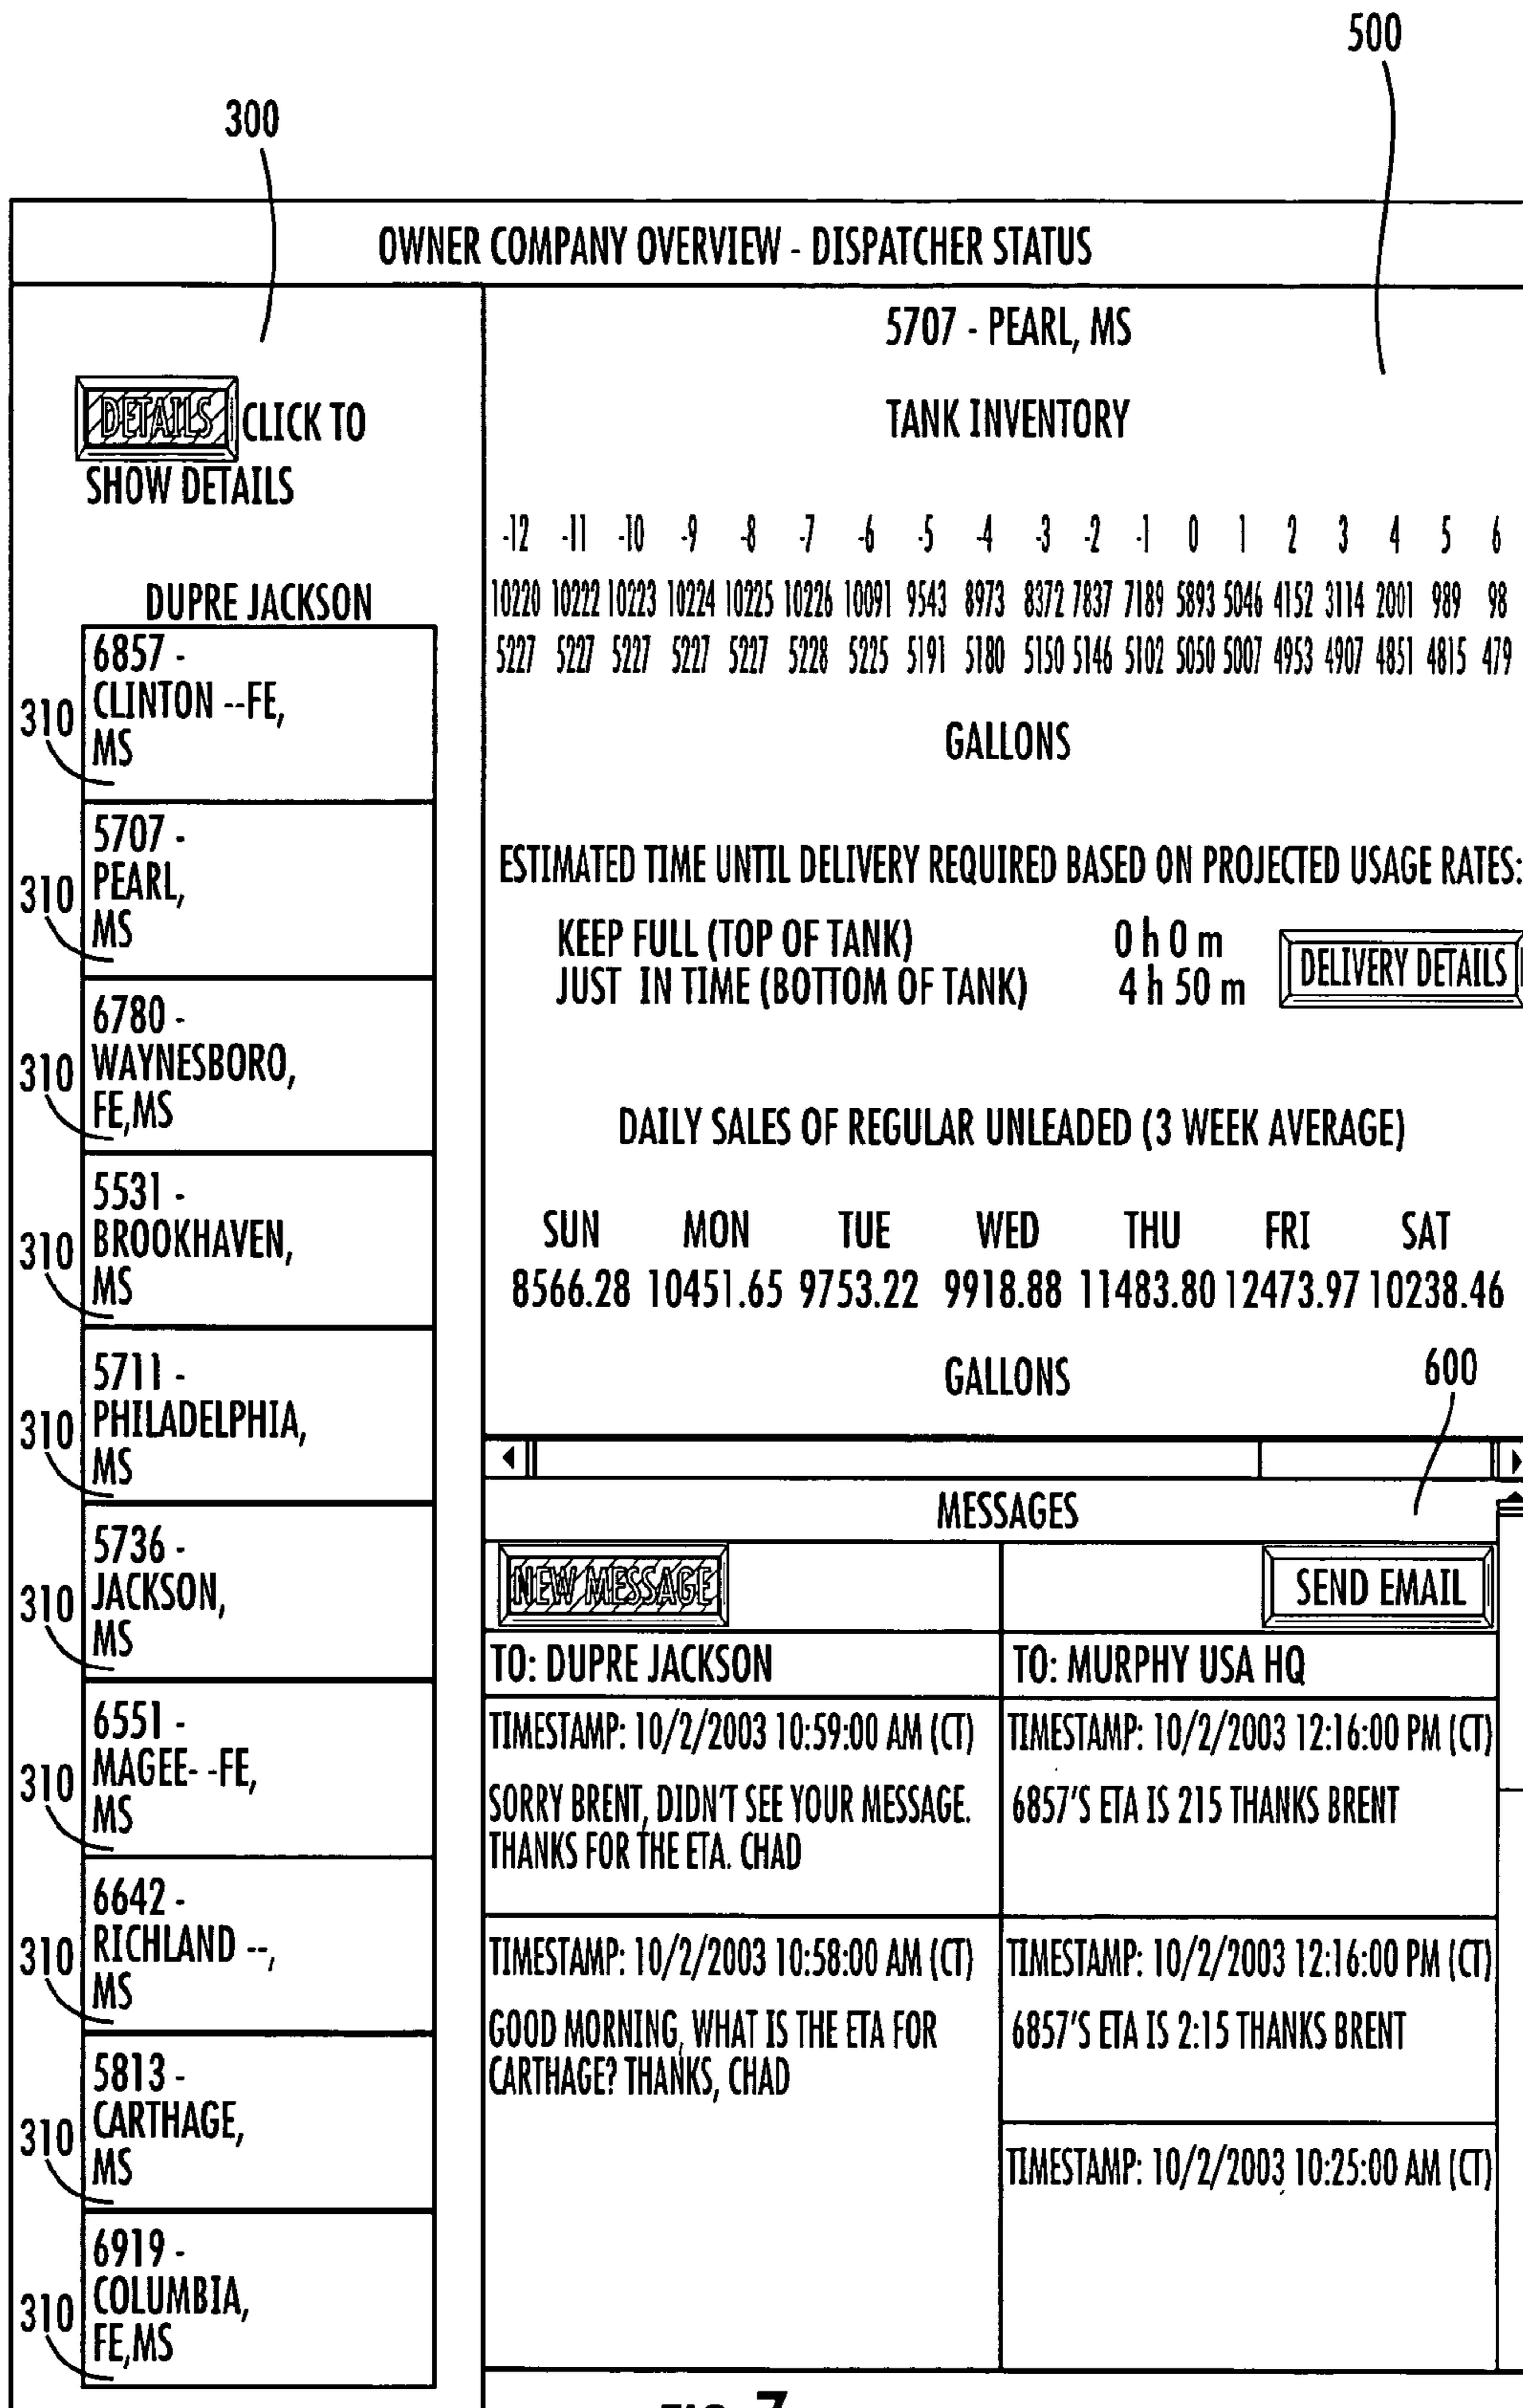 500
300
OWNER COMPANY OVERVIEW - DISPATCHER STATUS
DETAILS CLICK TO
SHOW DETAILS
DUPRE JACKSON
310 6857 -
CLINTON --FE,
MS
310 5707 -
PEARL,
MS
310 6780 -
WAYNESBORO,
FE,MS
310 5531 -
BROOKHAVEN,
MS
310 5711 -
PHILADELPHIA,
MS
310 5736 -
JACKSON,
MS
310 6551 -
MAGEE- -FE,
MS
310 6642 -
RICHLAND --,
MS
310 5813 -
CARTHAGE,
MS
310 6919 -
COLUMBIA,
FE,MS
5707 - PEARL, MS
TANK INVENTORY
-12 -11 -10 -9 -8 -7 -6 -5 -4 -3 -2 -1 0 1 2 3 4 5 6
10220 10222 10223 10224 10225 10226 10091 9543 8973 8372 7837 7189 5893 5046 4152 3114 2001 989 98
5227 5227 5227 5227 5227 5228 5225 5191 5180 5150 5146 5102 5050 5007 4953 4907 4851 4815 479
GALLONS
ESTIMATED TIME UNTIL DELIVERY REQUIRED BASED ON PROJECTED USAGE RATES:
KEEP FULL (TOP OF TANK) 0 h 0 m
JUST IN TIME (BOTTOM OF TANK) 4 h 50 m
DELIVERY DETAILS
DAILY SALES OF REGULAR UNLEADED (3 WEEK AVERAGE)
SUN MON TUE WED THU FRI SAT
8566.28 10451.65 9753.22 9918.88 11483.80 12473.97 10238.46
GALLONS
600
MESSAGES
NEW MESSAGE
SEND EMAIL
TO: DUPRE JACKSON
TIMESTAMP: 10/2/2003 10:59:00 AM (CT)
SORRY BRENT, DIDN'T SEE YOUR MESSAGE.
THANKS FOR THE ETA. CHAD
TIMESTAMP: 10/2/2003 10:58:00 AM (CT)
GOOD MORNING, WHAT IS THE ETA FOR
CARTHAGE? THANKS, CHAD
TO: MURPHY USA HQ
TIMESTAMP: 10/2/2003 12:16:00 PM (CT)
6857'S ETA IS 215 THANKS BRENT
TIMESTAMP: 10/2/2003 12:16:00 PM (CT)
6857'S ETA IS 2:15 THANKS BRENT
TIMESTAMP: 10/2/2003 10:25:00 AM (CT)